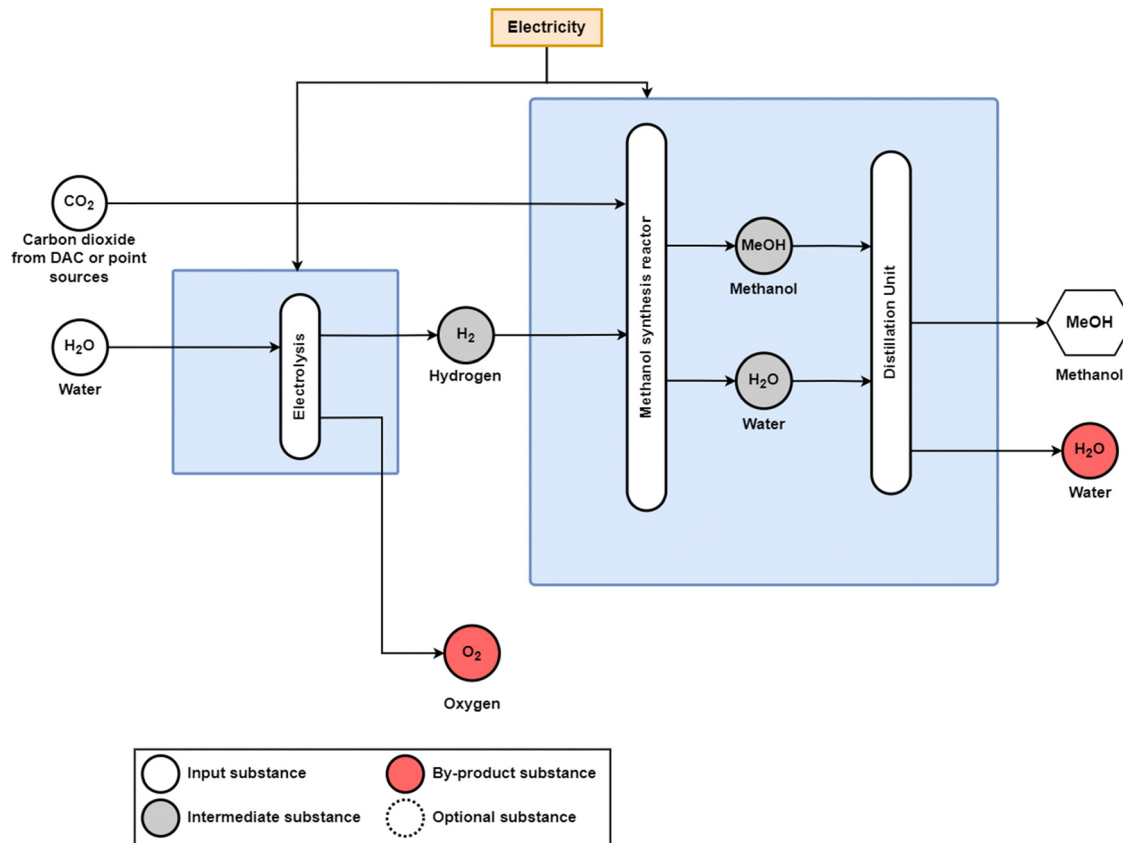 Electricity
CO₂
Carbon dioxide
from DAC or point
sources
H₂O
Water
Electrolysis
H₂
Hydrogen
O₂
Oxygen
Methanol synthesis reactor
MeOH
Methanol
H₂O
Water
Distillation Unit
MeOH
Methanol
H₂O
Water
Input substance
By-product substance
Intermediate substance
Optional substance